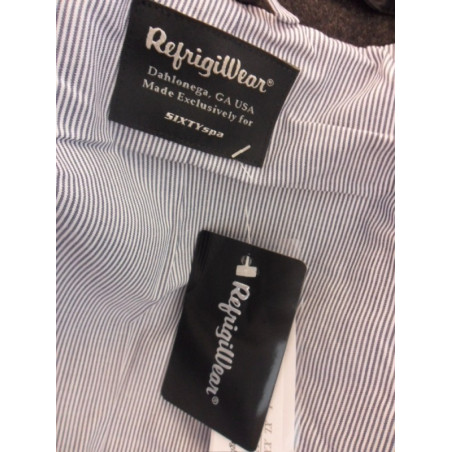 RefrigiWear®
Dahlonega, GA USA
Made Exclusively for
SIXTYspa
RefrigiWear®